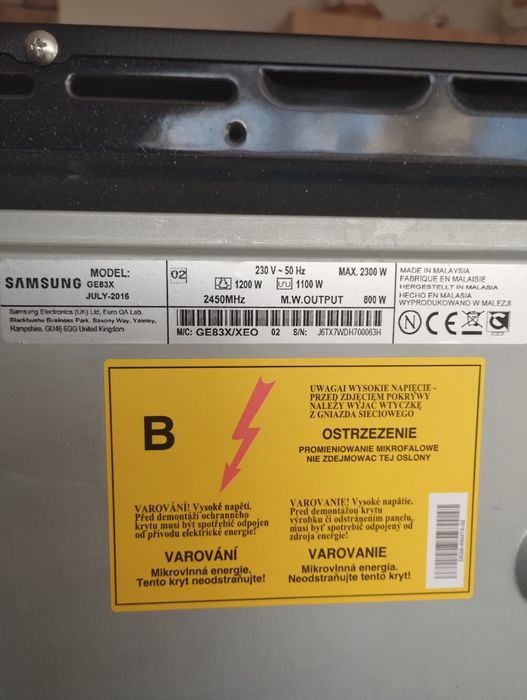 SAMSUNG
MODEL:
GE83X
JULY-2016
02
230 V ~ 50 Hz
MAX. 2300 W
1200 W
1100 W
2450MHz
M.W.OUTPUT
800 W
MADE IN MALAYSIA
FABRIQUE EN MALAISIE
HERGESTELLT IN MALASIA
HECHO EN MALASIA
WYPRODUKOWANO W MALEZJI
Samsung Electronics (UK) Ltd, Euro QA Lab.
Blackbushe Business Park. Saxony Way, Yateley,
Hampshire. GU46 6GG United Kingdom
M/C: GE83X/XEO 02 S/N: J6TX7WDH700063H
N
CE
B
UWAGA! WYSOKIE NAPIĘCIE -
PRZED ZDJĘCIEM POKRYWY
NALEŻY WYJĄĆ WTYCZKĘ
Z GNIAZDA SIECIOWEGO
OSTRZEZENIE
PROMIENIOWANIE MIKROFALOWE
NIE ZDEJMOWAC TEJ OSLONY
VAROVÁNÍ! Vysoké napětí.
Před demontáží ochranného
krytu musí být spotřebič odpojen
od přívodu elektrické energie!
VAROVÁNÍ
Mikrovlnná energie.
Tento kryt neodstraňujte!
VAROVANIE! Vysoké napätie.
Pred demontažou krytu
výrobku či odstránením panelu,
musí byť spotrebič odpojený od
zdroja energie!
VAROVANIE
Mikrovlnná energia.
Neodstraňujte tento kryt!